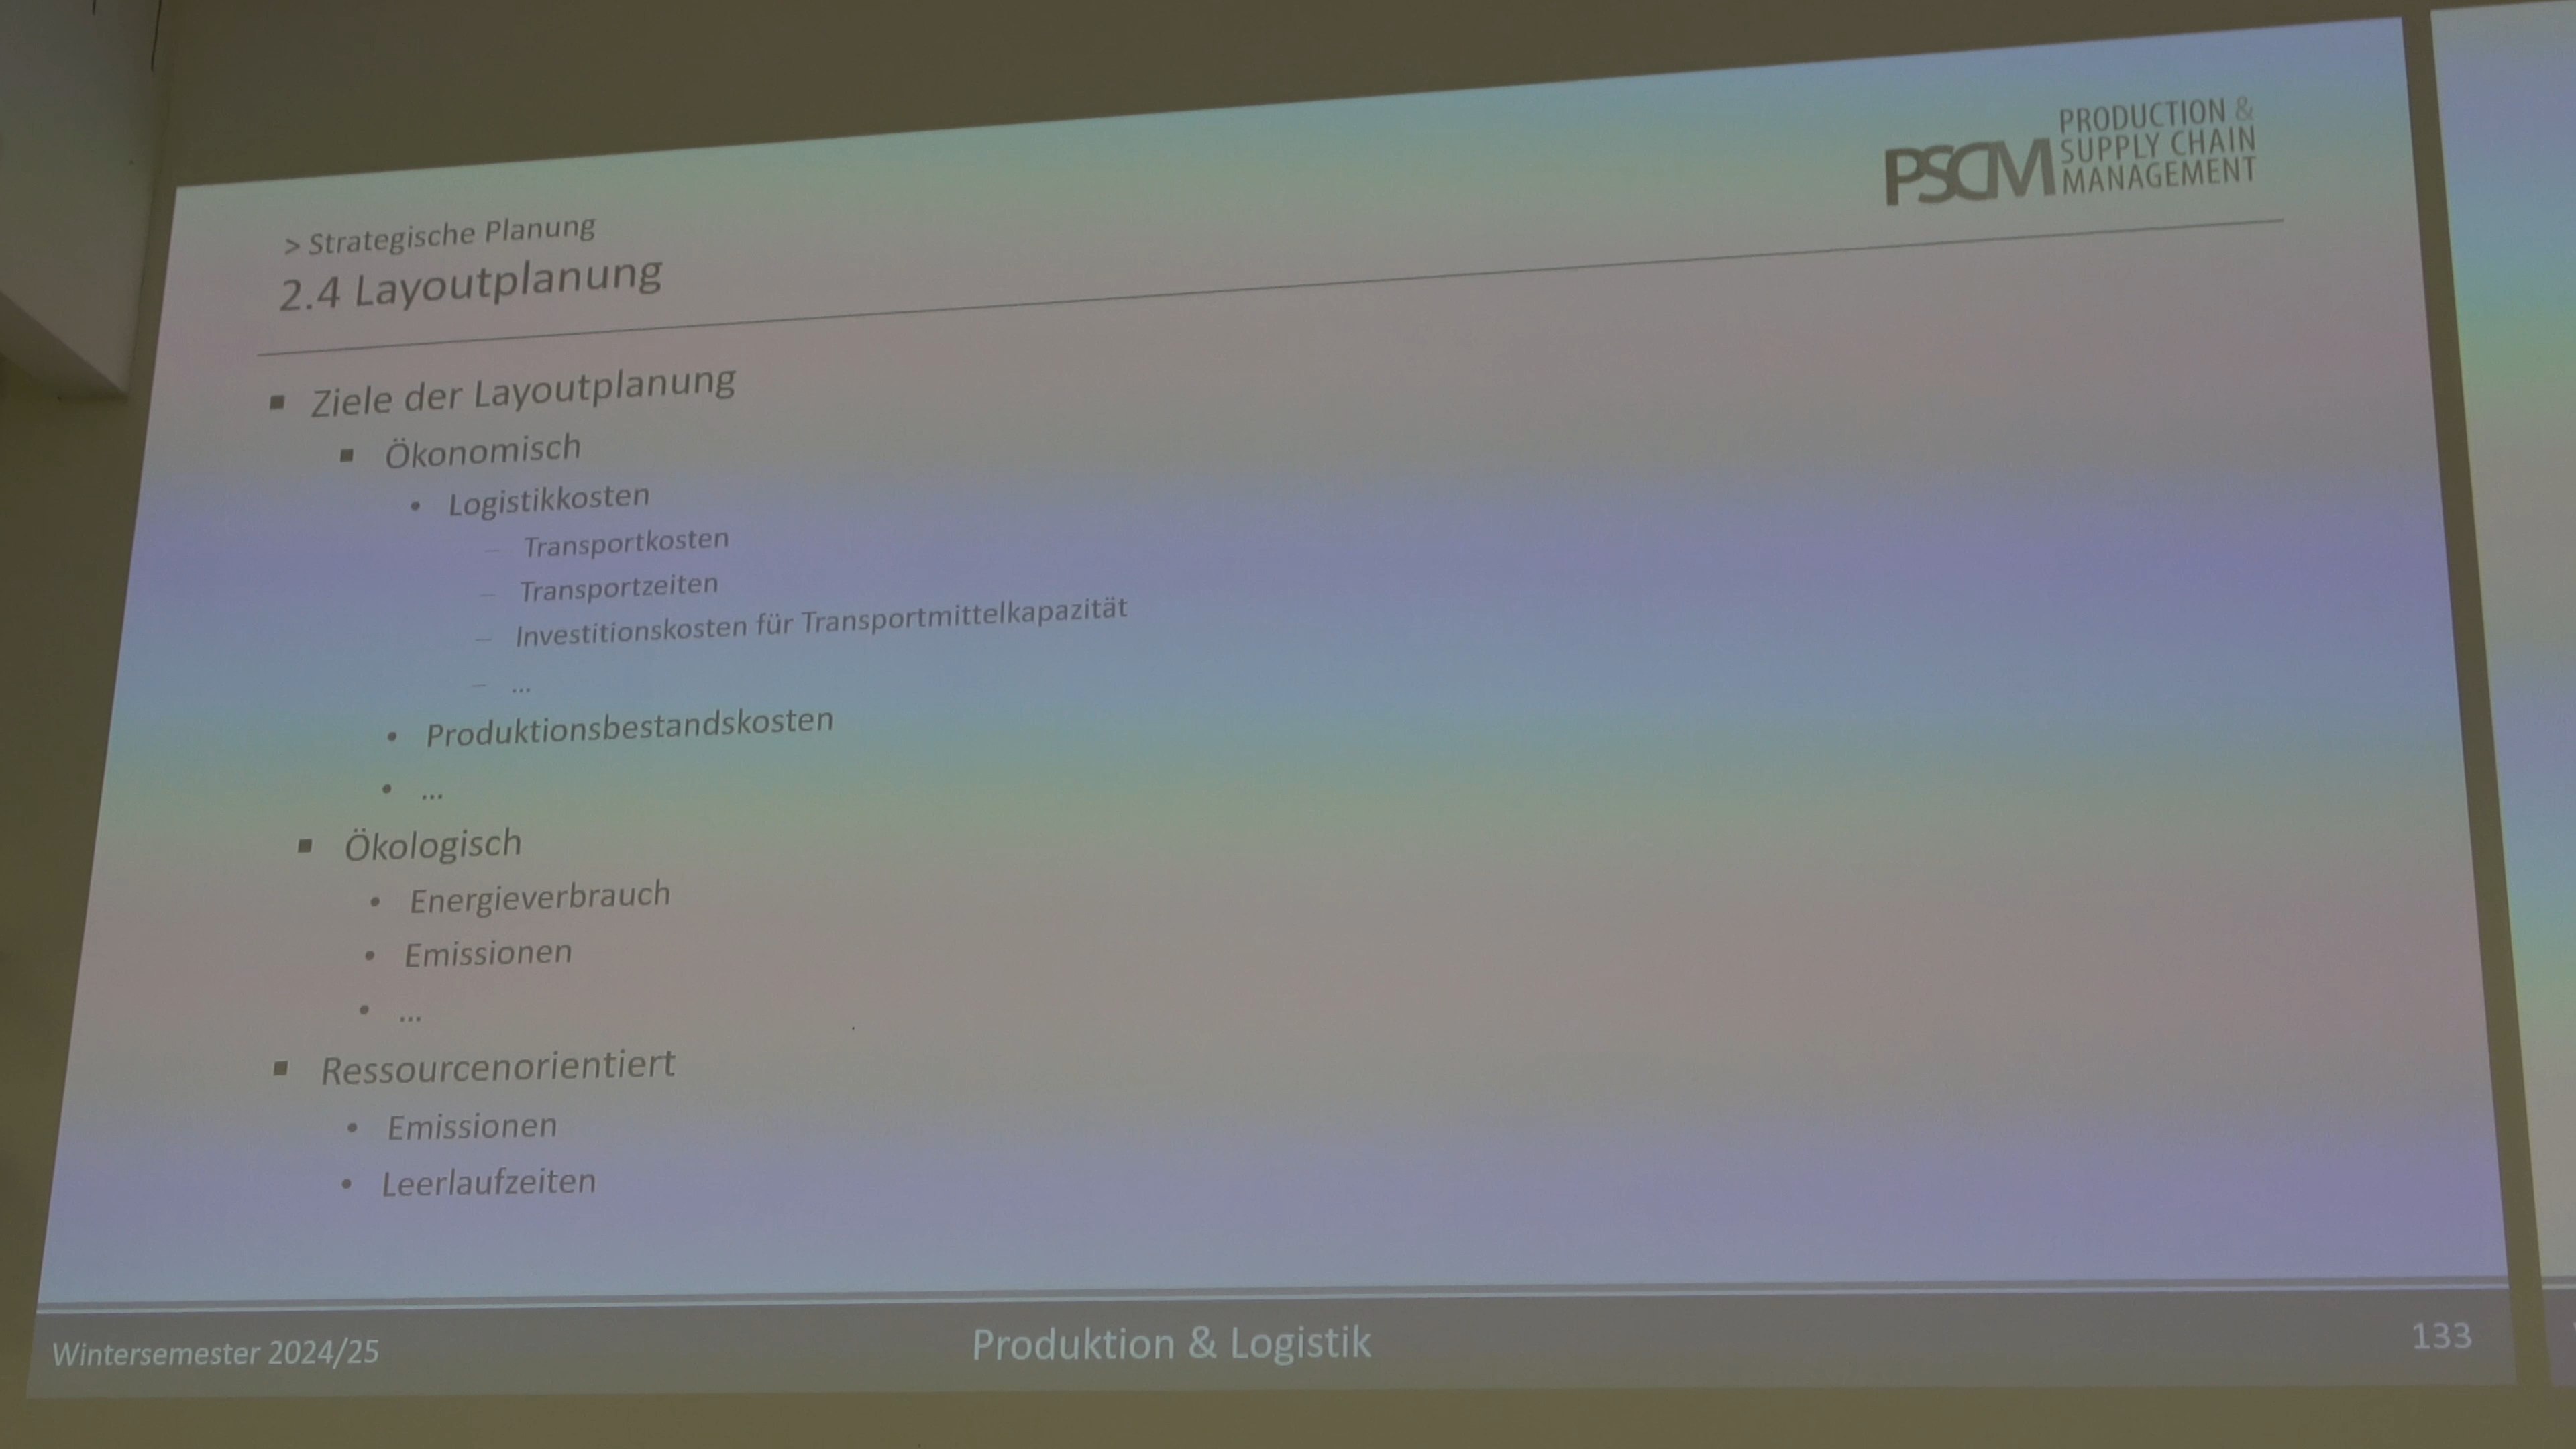 > Strategische Planung
2.4 Layoutplanung
PSCM
PRODUCTION &
SUPPLY CHAIN
MANAGEMENT
▪ Ziele der Layoutplanung
▪ Ökonomisch
• Logistikkosten
– Transportkosten
– Transportzeiten
– Investitionskosten für Transportmittelkapazität
– ...
• Produktionsbestandskosten
• ...
▪ Ökologisch
• Energieverbrauch
• Emissionen
• ...
▪ Ressourcenorientiert
• Emissionen
• Leerlaufzeiten
Wintersemester 2024/25
Produktion & Logistik
133